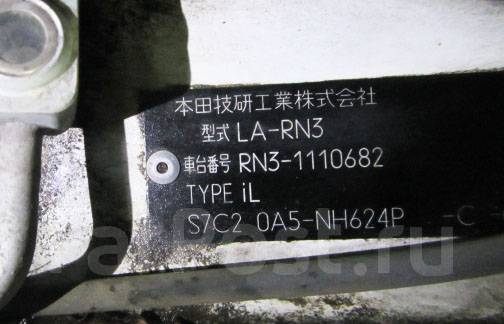 本田技研工業株式会社
型式 LA-RN3
車台番号 RN3-1110682
TYPE iL
S7C2 0A5-NH624P -C